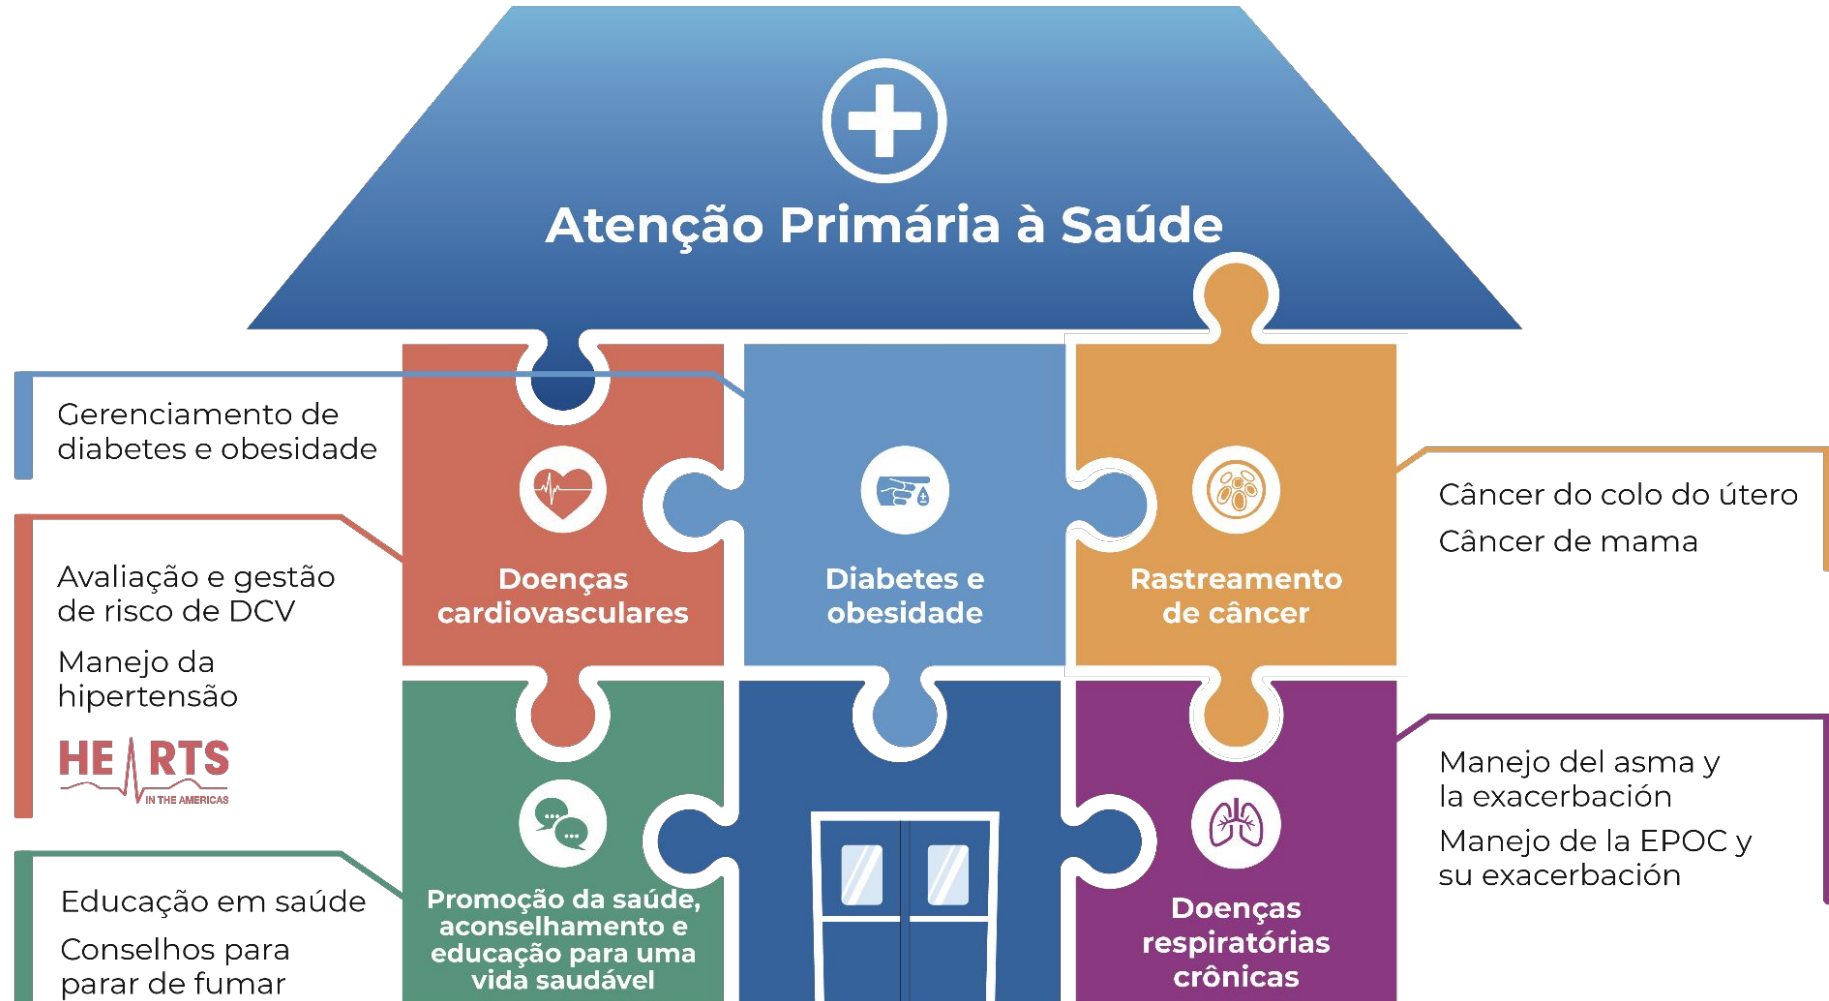 Atenção Primária à Saúde
Gerenciamento de
diabetes e obesidade
Avaliação e gestão
de risco de DCV
Manejo da
hipertensão
HEARTS
IN THE AMERICAS
Educação em saúde
Conselhos para
parar de fumar
Doenças
cardiovasculares
Diabetes e
obesidade
Rastreamento
de câncer
Promoção da saúde,
aconselhamento e
educação para uma
vida saudável
Doenças
respiratórias
crônicas
Câncer do colo do útero
Câncer de mama
Manejo del asma y
la exacerbación
Manejo de la EPOC y
su exacerbación